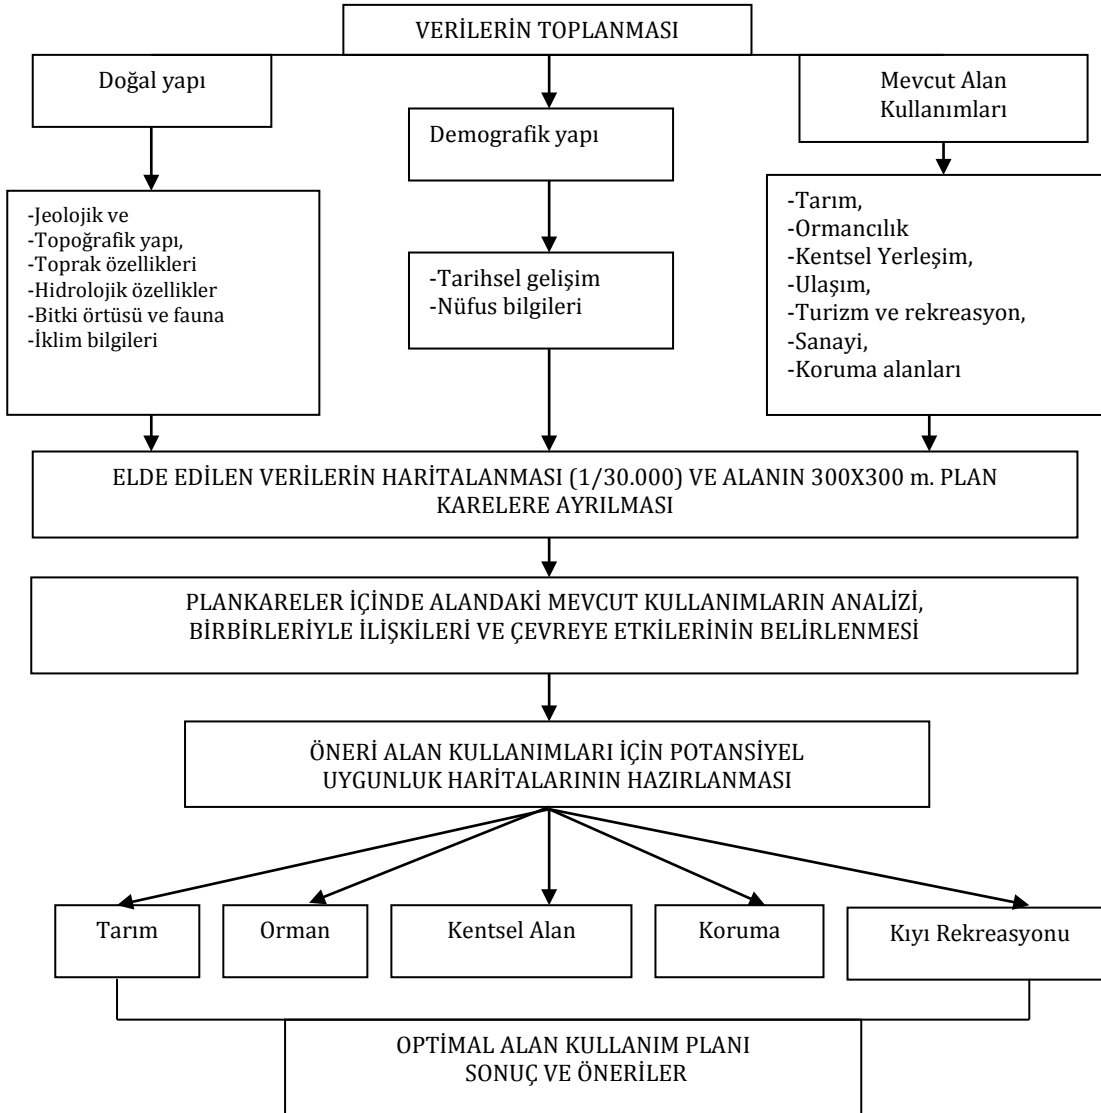 VERİLERİN TOPLANMASI
Doğal yapı
Demografik yapı
Mevcut Alan
Kullanımları
-Jeolojik ve
-Topoğrafik yapı,
-Toprak özellikleri
-Hidrolojik özellikler
-Bitki örtüsü ve fauna
-İklim bilgileri
-Tarihsel gelişim
-Nüfus bilgileri
-Tarım,
-Ormancılık
-Kentsel Yerleşim,
-Ulaşım,
-Turizm ve rekreasyon,
-Sanayi,
-Koruma alanları
ELDE EDİLEN VERİLERİN HARİTALANMASI (1/30.000) VE ALANIN 300X300 m. PLAN
KARELERE AYRILMASI
PLANKARELER İÇİNDE ALANDAKİ MEVCUT KULLANIMLARIN ANALİZİ,
BİRBİRLERİYLE İLİŞKİLERİ VE ÇEVREYE ETKİLERİNİN BELİRLENMESİ
ÖNERİ ALAN KULLANIMLARI İÇİN POTANSİYEL
UYGUNLUK HARİTALARININ HAZIRLANMASI
Tarım
Orman
Kentsel Alan
Koruma
Kıyı Rekreasyonu
OPTİMAL ALAN KULLANIM PLANI
SONUÇ VE ÖNERİLER